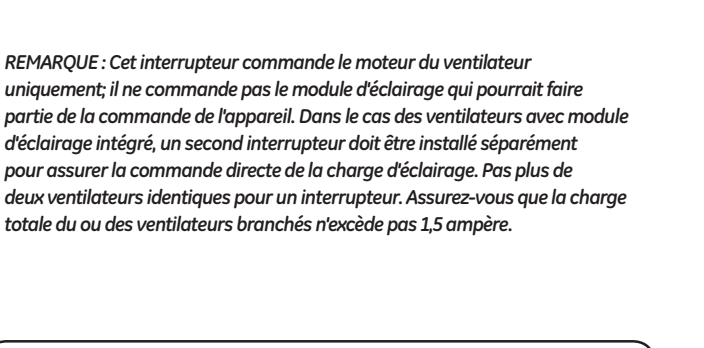 REMARQUE : Cet interrupteur commande le moteur du ventilateur
uniquement; il ne commande pas le module d'éclairage qui pourrait faire
partie de la commande de l'appareil. Dans le cas des ventilateurs avec module
d'éclairage intégré, un second interrupteur doit être installé séparément
pour assurer la commande directe de la charge d'éclairage. Pas plus de
deux ventilateurs identiques pour un interrupteur. Assurez-vous que la charge
totale du ou des ventilateurs branchés n'excède pas 1,5 ampère.